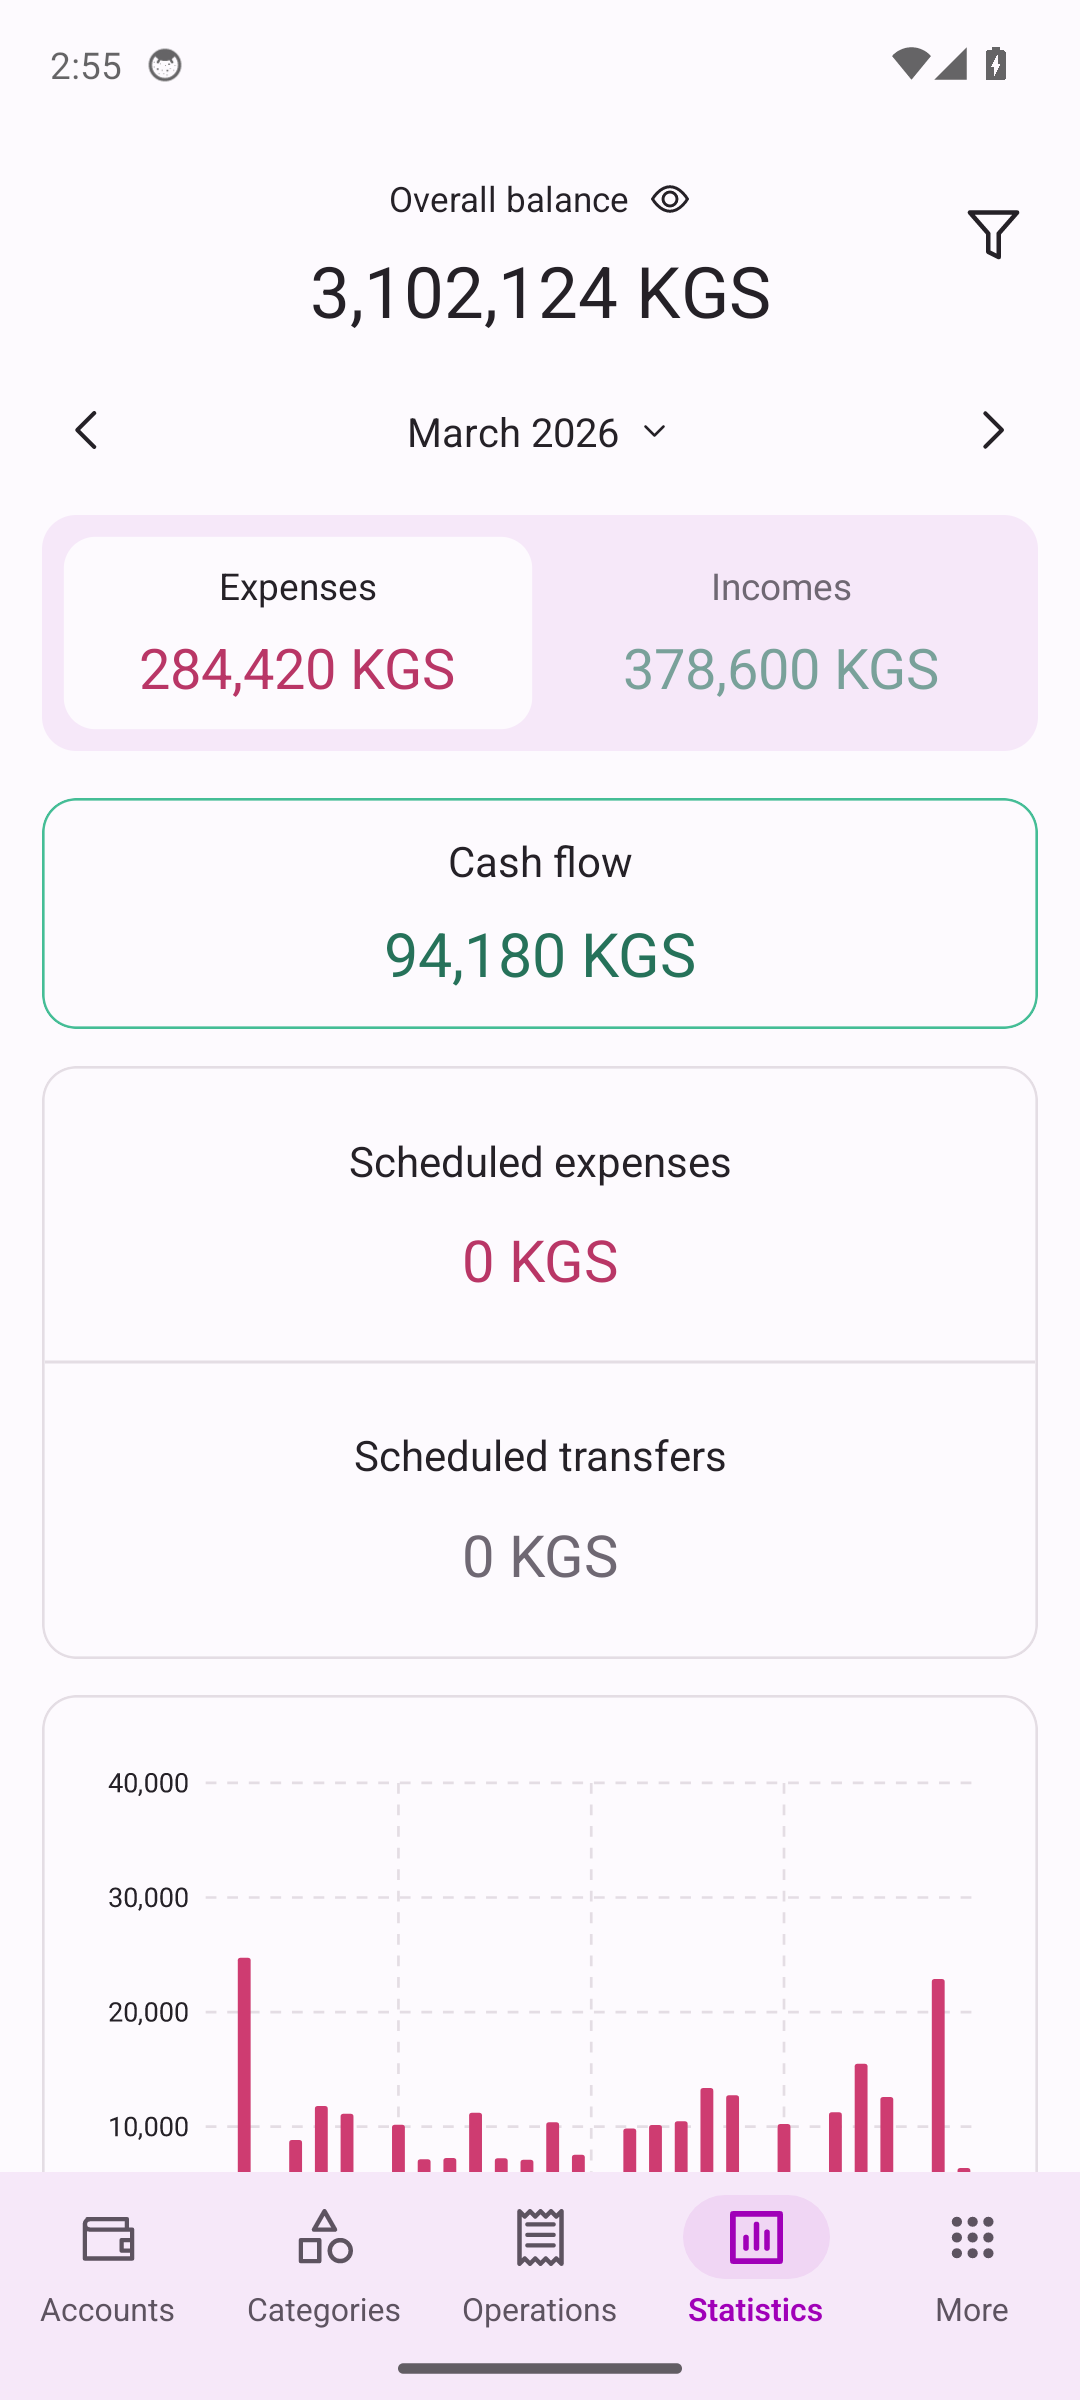 2:55
Overall balance
3,102,124 KGS
March 2026
Expenses
284,420 KGS
Incomes
378,600 KGS
Cash flow
94,180 KGS
Scheduled expenses
0 KGS
Scheduled transfers
0 KGS
40,000
30,000
20,000
10,000
Accounts
Categories
Operations
Statistics
More